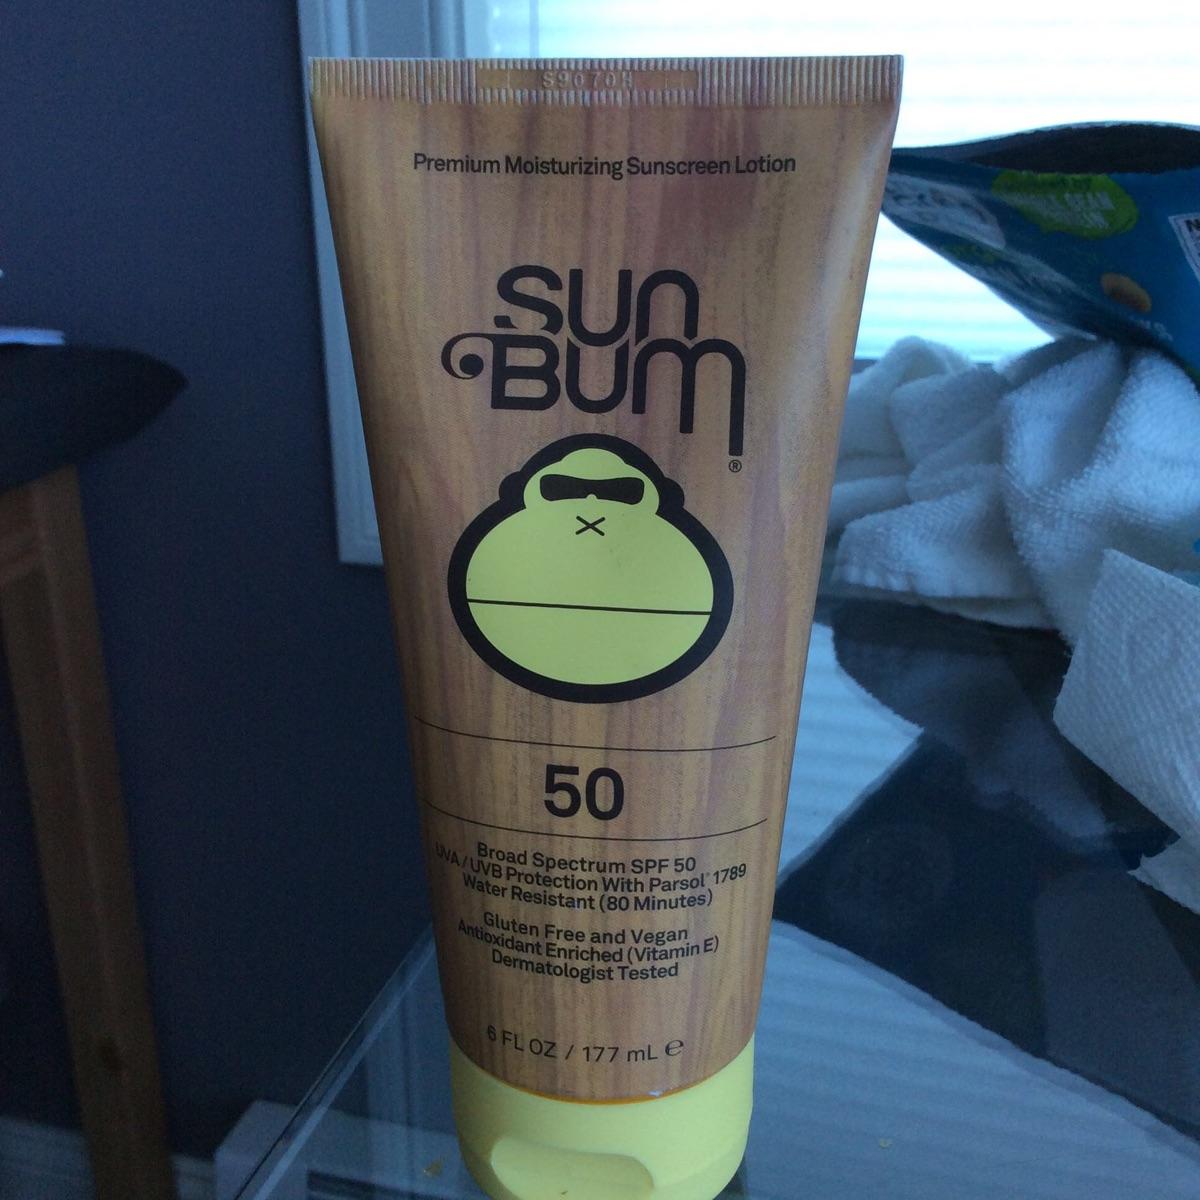 S9070H
Premium Moisturizing Sunscreen Lotion
sun
BUM
®
50
Broad Spectrum SPF 50
UVA / UVB Protection With Parsol® 1789
Water Resistant (80 Minutes)
Gluten Free and Vegan
Antioxidant Enriched (Vitamin E)
Dermatologist Tested
6 FL OZ / 177 mL ℮